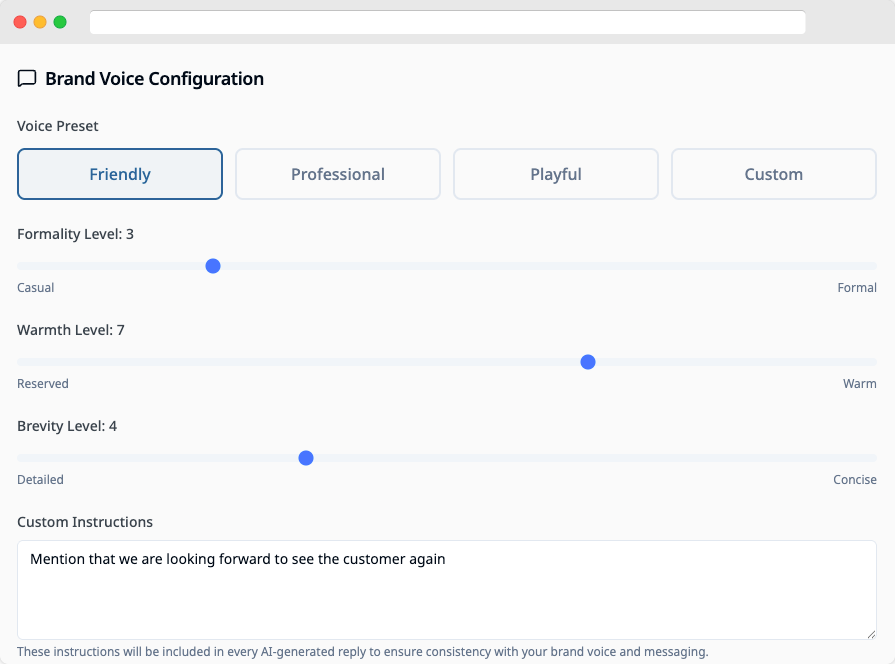 Brand Voice Configuration
Voice Preset
Friendly
Professional
Playful
Custom
Formality Level: 3
Casual
Formal
Warmth Level: 7
Reserved
Warm
Brevity Level: 4
Detailed
Concise
Custom Instructions
Mention that we are looking forward to see the customer again
These instructions will be included in every AI-generated reply to ensure consistency with your brand voice and messaging.